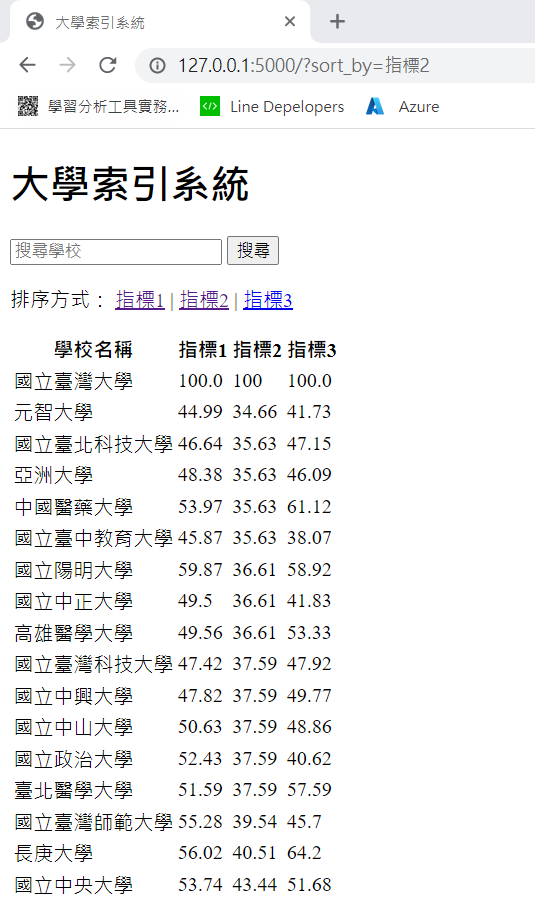 大學索引系統
127.0.0.1:5000/?sort_by=指標2
學習分析工具實務... Line Depelopers Azure
大學索引系統
搜尋學校 搜尋
排序方式： 指標1 | 指標2 | 指標3
學校名稱 指標1 指標2 指標3
國立臺灣大學 100.0 100 100.0
元智大學 44.99 34.66 41.73
國立臺北科技大學 46.64 35.63 47.15
亞洲大學 48.38 35.63 46.09
中國醫藥大學 53.97 35.63 61.12
國立臺中教育大學 45.87 35.63 38.07
國立陽明大學 59.87 36.61 58.92
國立中正大學 49.5 36.61 41.83
高雄醫學大學 49.56 36.61 53.33
國立臺灣科技大學 47.42 37.59 47.92
國立中興大學 47.82 37.59 49.77
國立中山大學 50.63 37.59 48.86
國立政治大學 52.43 37.59 40.62
臺北醫學大學 51.59 37.59 57.59
國立臺灣師範大學 55.28 39.54 45.7
長庚大學 56.02 40.51 64.2
國立中央大學 53.74 43.44 51.68